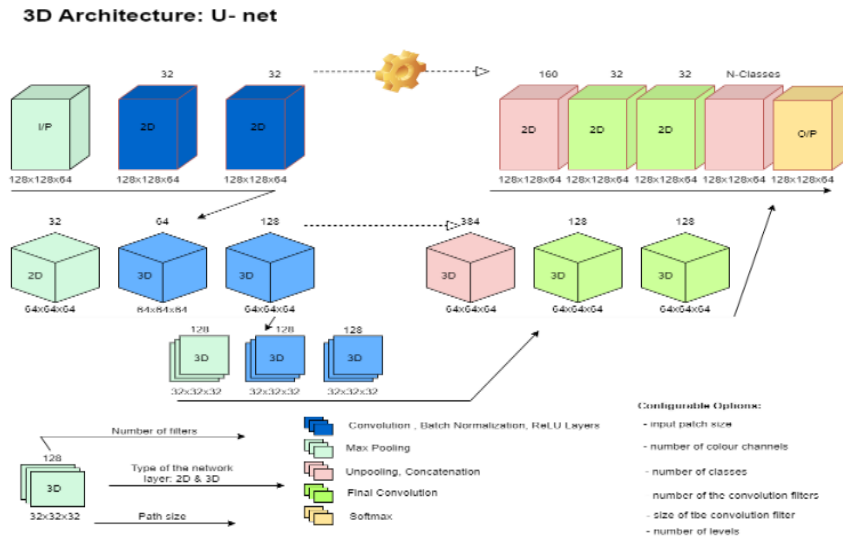 3D Architecture: U- net
32 32 160 32 32 N-Classes
I/P 2D 2D 2D 2D 2D O/P
128x128x64 128x128x64 128x128x64 128x128x64 128x128x64 128x128x64 128x128x64 128x128x64
32 64 128 384 128 128
2D 3D 3D 3D 3D 3D
64x64x64 64x64x64 64x64x64 64x64x64 64x64x64 64x64x64
128 128 128
3D 3D 3D
32x32x32 32x32x32 32x32x32
Number of filters
128
3D
Type of the network
layer: 2D & 3D
32x32x32
Path size
Convolution , Batch Normalization, ReLU Layers
Max Pooling
Unpooling, Concatenation
Final Convolution
Softmax
Configurable Options:
- input patch size
- number of colour channels
- number of classes
number of the convolution filters
- size of the convolution filter
- number of levels